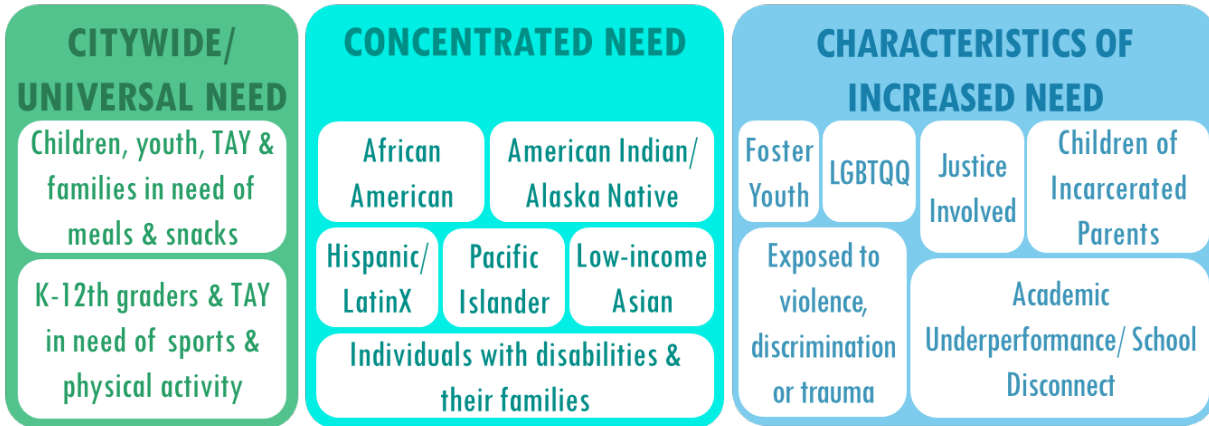 CITYWIDE/
UNIVERSAL NEED
Children, youth, TAY &
families in need of
meals & snacks
K-12th graders & TAY
in need of sports &
physical activity
CONCENTRATED NEED
African
American
American Indian/
Alaska Native
Hispanic/
LatinX
Pacific
Islander
Low-income
Asian
Individuals with disabilities &
their families
CHARACTERISTICS OF
INCREASED NEED
Foster
Youth
LGBTQQ
Justice
Involved
Children of
Incarcerated
Parents
Exposed to
violence,
discrimination
or trauma
Academic
Underperformance/ School
Disconnect